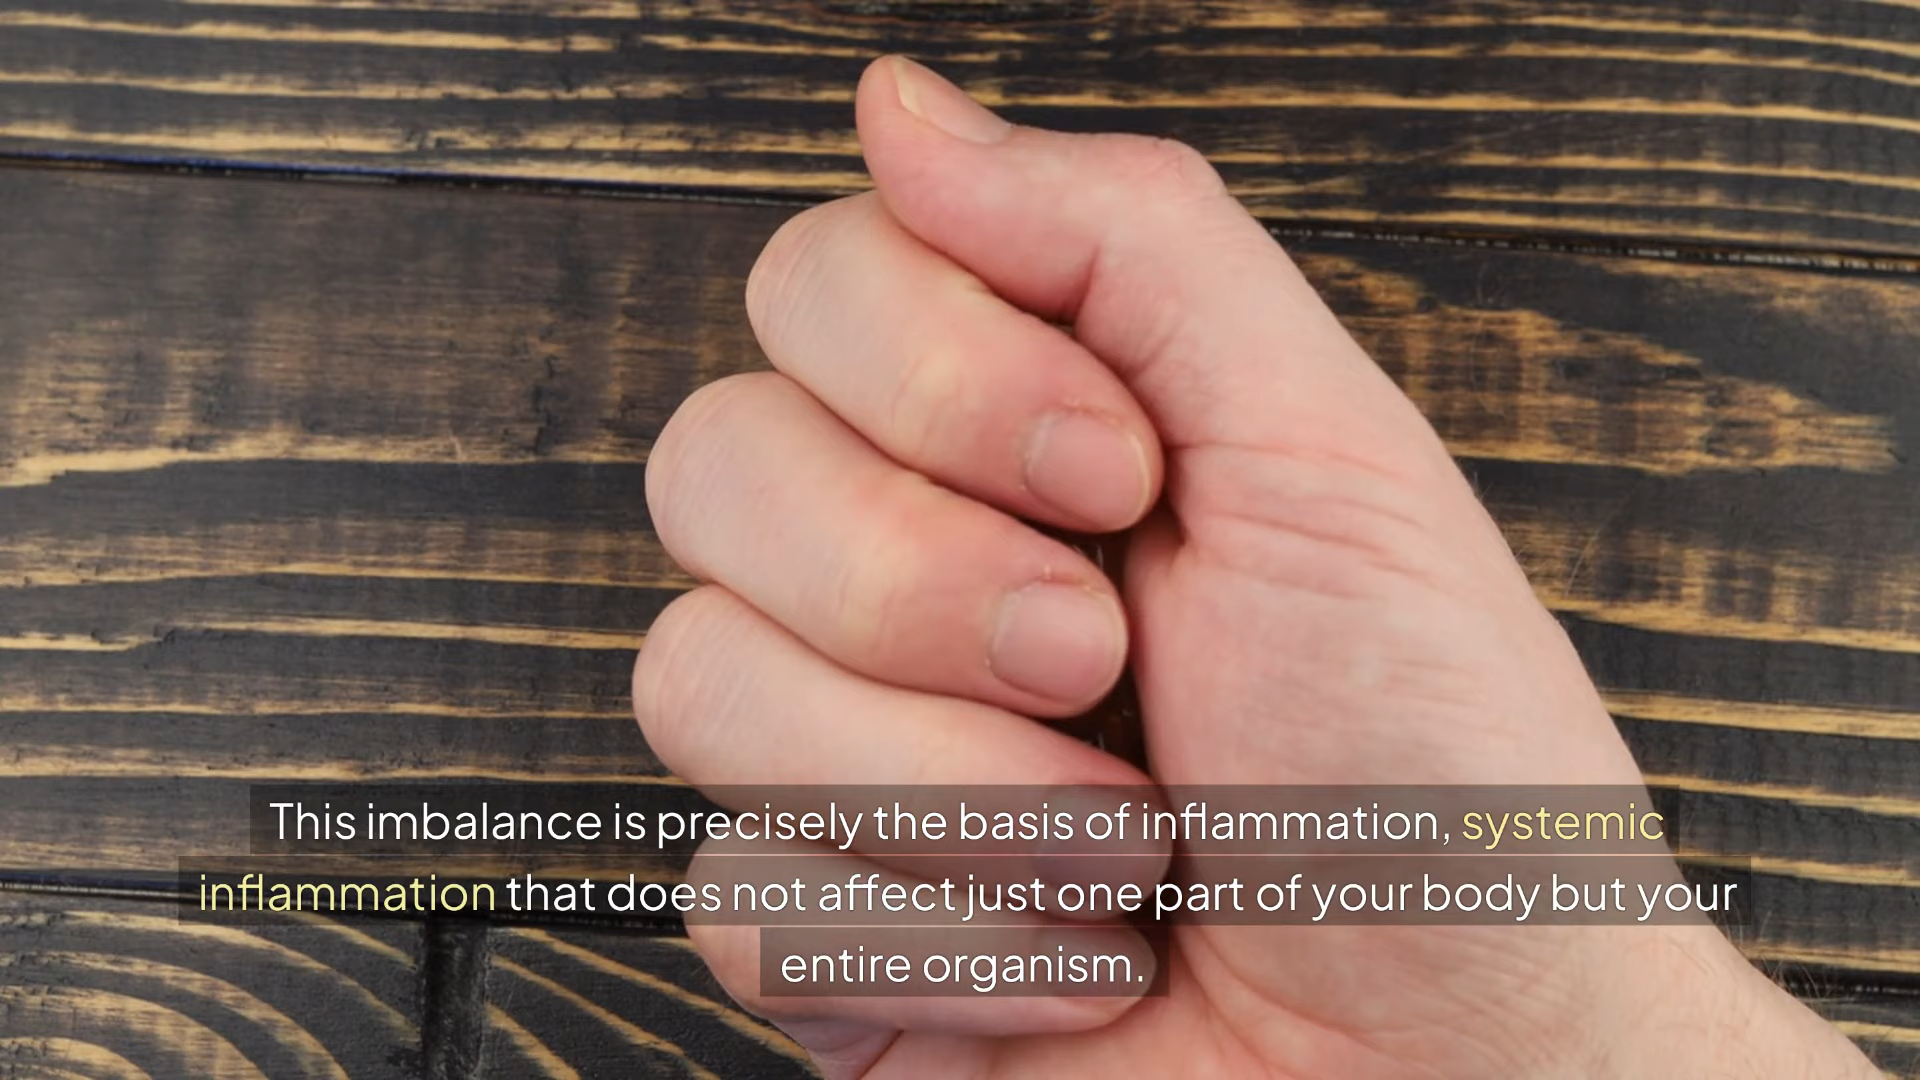 This imbalance is precisely the basis of inflammation, systemic
inflammation that does not affect just one part of your body but your
entire organism.